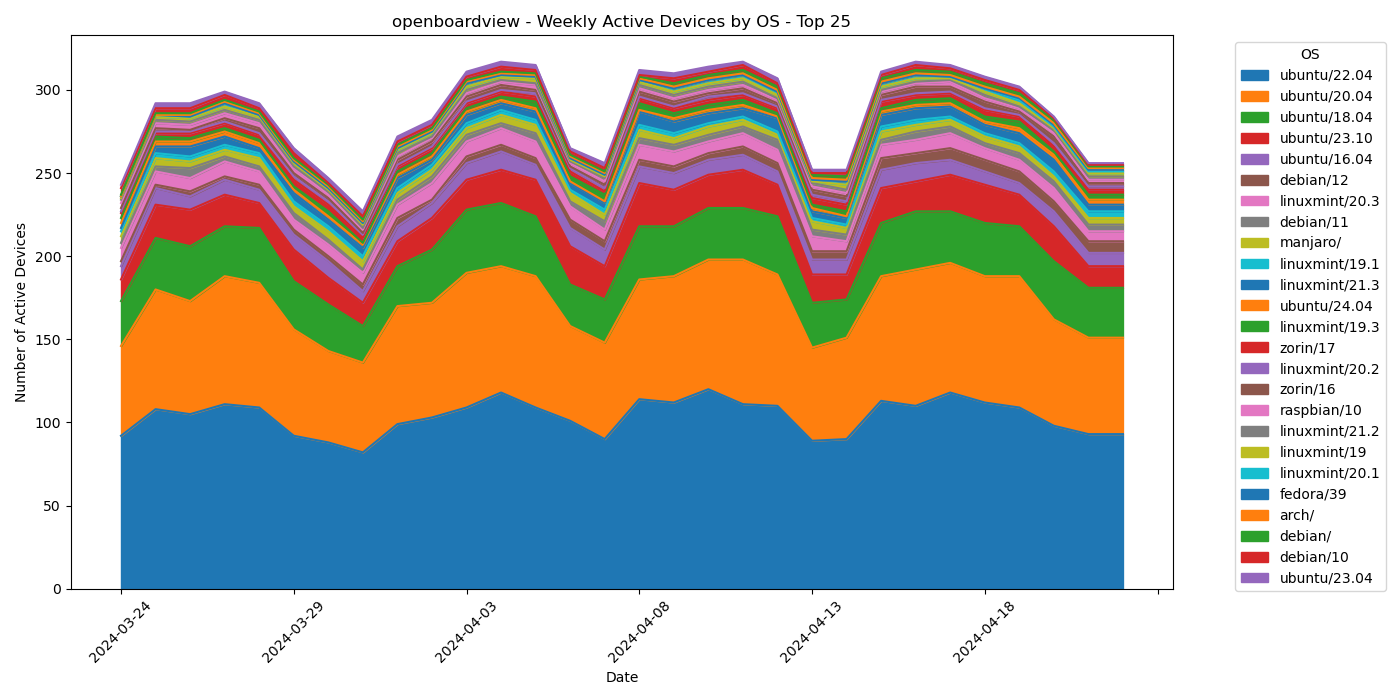 openboardview - Weekly Active Devices by OS - Top 25
Number of Active Devices
300
250
200
150
100
50
0
2024-03-24
2024-03-29
2024-04-03
2024-04-08
2024-04-13
2024-04-18
Date
OS
ubuntu/22.04
ubuntu/20.04
ubuntu/18.04
ubuntu/23.10
ubuntu/16.04
debian/12
linuxmint/20.3
debian/11
manjaro/
linuxmint/19.1
linuxmint/21.3
ubuntu/24.04
linuxmint/19.3
zorin/17
linuxmint/20.2
zorin/16
raspbian/10
linuxmint/21.2
linuxmint/19
linuxmint/20.1
fedora/39
arch/
debian/
debian/10
ubuntu/23.04